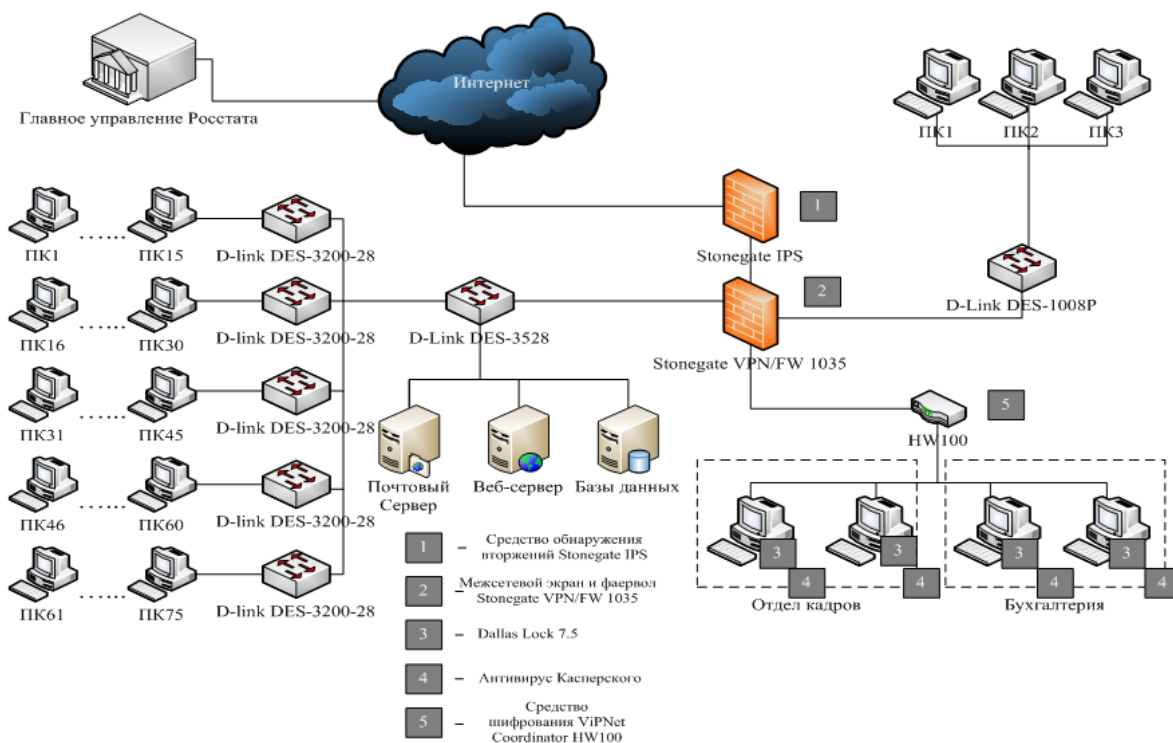 Интернет
Главное управление Росстата
ПК1
ПК2
ПК3
1
Stonegate IPS
ПК1
......
ПК15
D-link DES-3200-28
2
D-Link DES-1008P
ПК16
......
ПК30
D-link DES-3200-28
D-Link DES-3528
Stonegate VPN/FW 1035
ПК31
......
ПК45
D-link DES-3200-28
5
HW100
Почтовый
Сервер
Веб-сервер
Базы данных
ПК46
......
ПК60
D-link DES-3200-28
3
4
3
4
3
4
3
4
Отдел кадров
Бухгалтерия
ПК61
......
ПК75
D-link DES-3200-28
1 – Средство обнаружения
вторжений Stonegate IPS
2 – Межсетевой экран и фаервол
Stonegate VPN/FW 1035
3 – Dallas Lock 7.5
4 – Антивирус Касперского
5 – Средство
шифрования ViPNet
Coordinator HW100